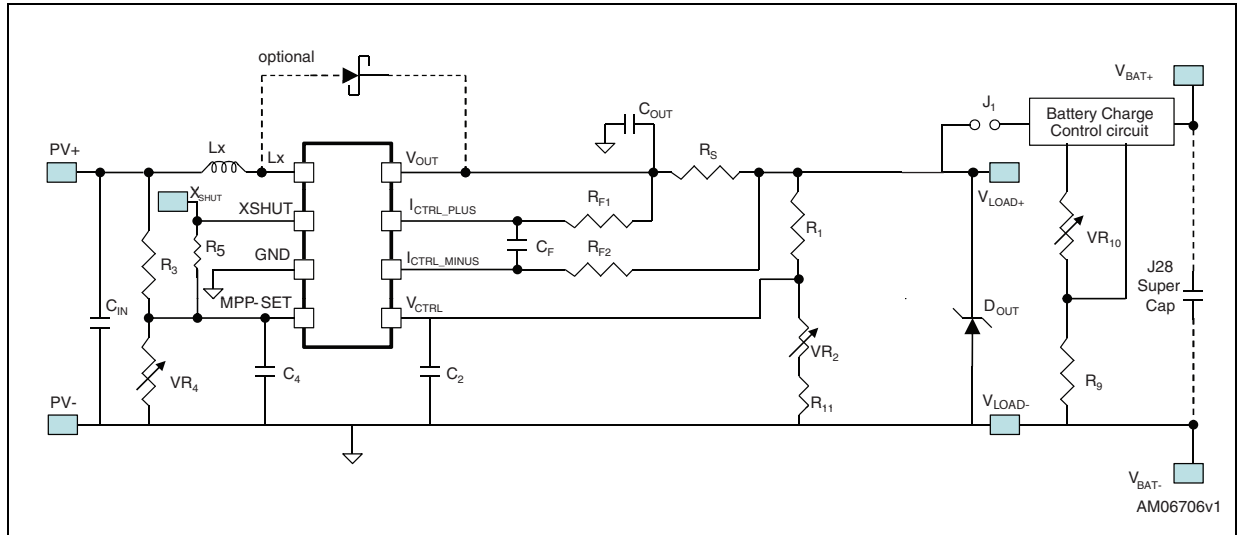 optional
V_BAT+
C_OUT
J_1
Battery Charge
Control circuit
PV+
Lx
Lx
V_OUT
R_S
X_SHUT
V_LOAD+
XSHUT
I_CTRL_PLUS
R_F1
R_1
VR_10
R_5
C_F
R_3
GND
I_CTRL_MINUS
R_F2
J28
Super
Cap
C_IN
MPP-SET
V_CTRL
D_OUT
VR_2
VR_4
C_4
C_2
R_9
R_11
PV-
V_LOAD-
V_BAT-
AM06706v1